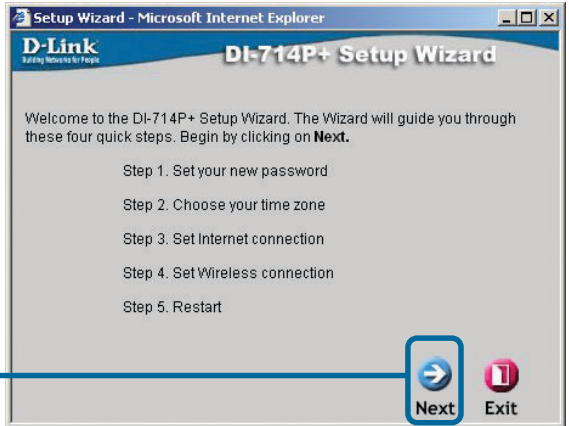 Setup Wizard - Microsoft Internet Explorer
D-Link
Building Networks for People
DI-714P+ Setup Wizard
Welcome to the DI-714P+ Setup Wizard. The Wizard will guide you through
these four quick steps. Begin by clicking on Next.
Step 1. Set your new password
Step 2. Choose your time zone
Step 3. Set Internet connection
Step 4. Set Wireless connection
Step 5. Restart
Next
Exit